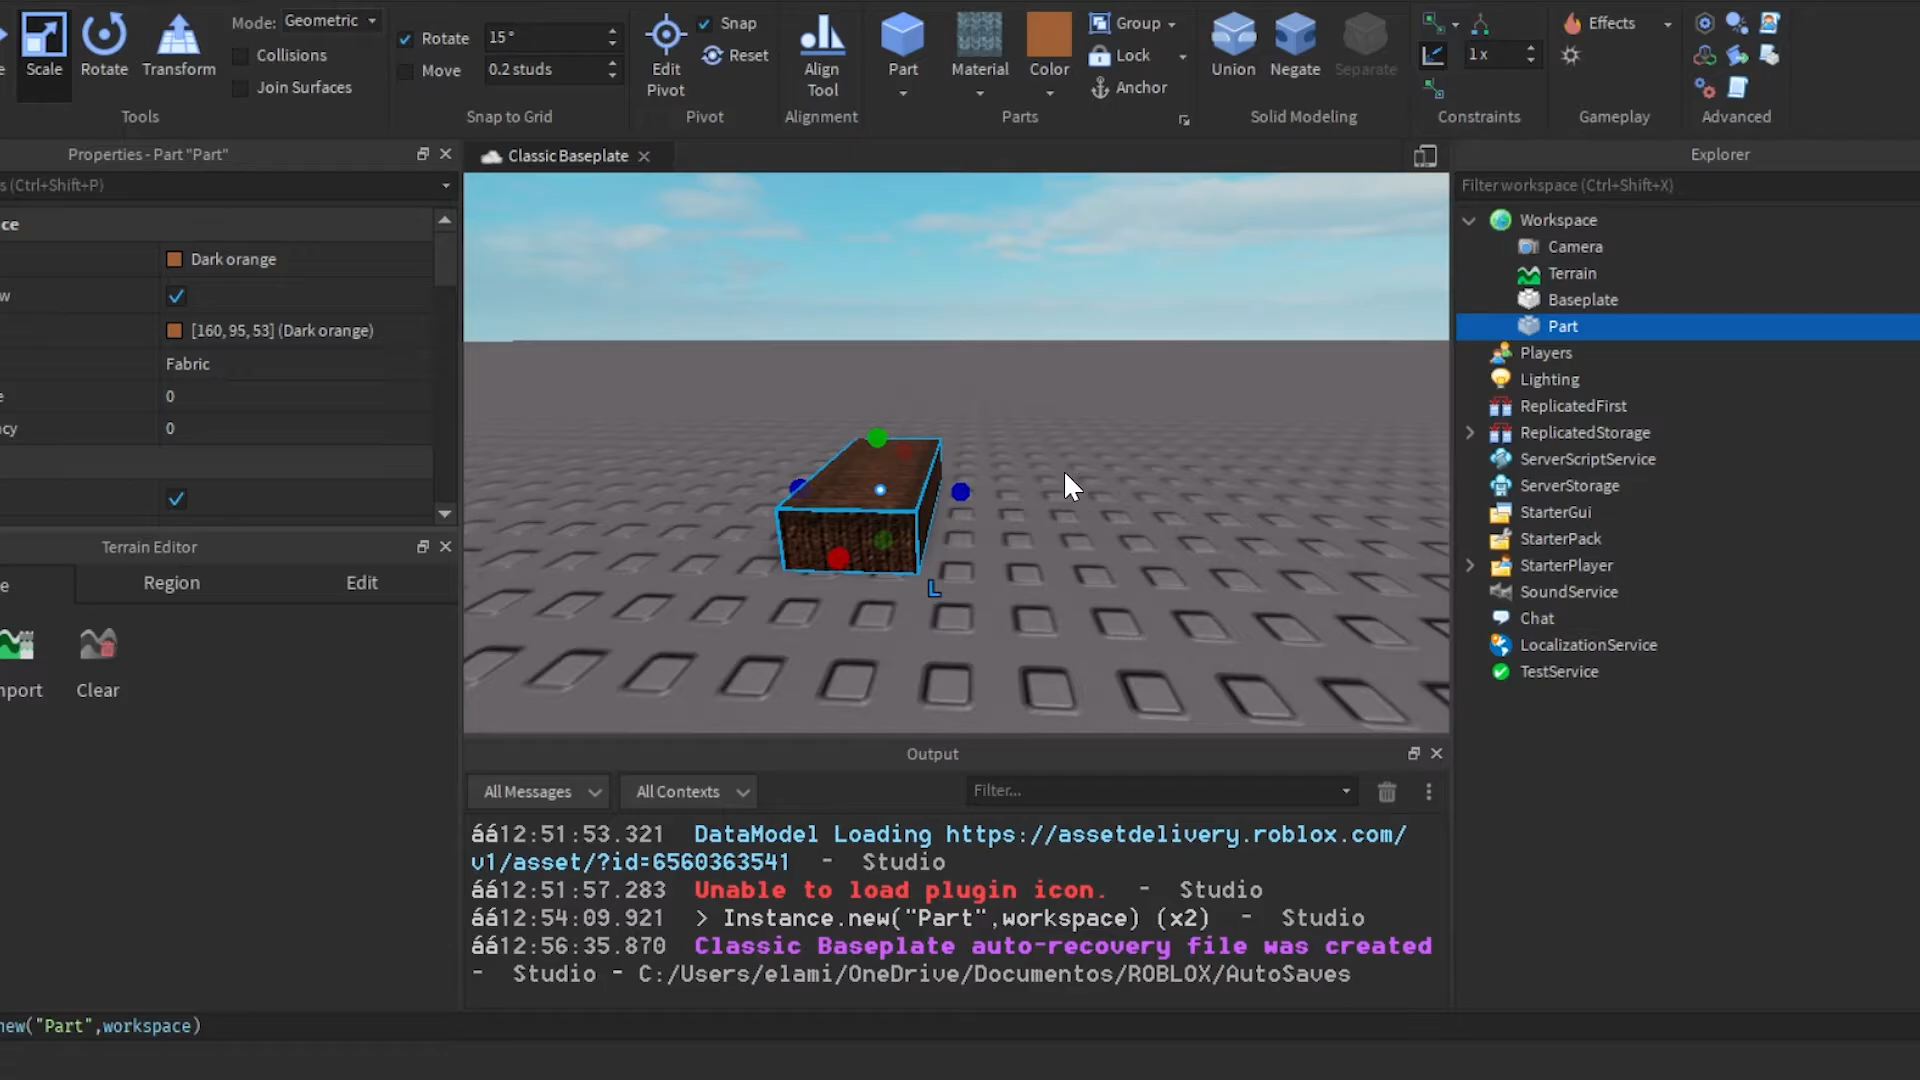 Mode: Geometric
Snap
Group
Effects
Rotate 15°
Collisions
Reset
Lock
1x
Scale
Rotate
Transform
Move 0.2 studs
Edit
Pivot
Align
Tool
Part
Material
Color
Union
Negate
Separate
Join Surfaces
Anchor
Tools
Snap to Grid
Pivot
Alignment
Parts
Solid Modeling
Constraints
Gameplay
Advanced
Properties - Part "Part"
Classic Baseplate
Explorer
s (Ctrl+Shift+P)
Filter workspace (Ctrl+Shift+X)
ce
Dark orange
w
[160, 95, 53] (Dark orange)
Fabric
e 0
cy 0
Workspace
Camera
Terrain
Baseplate
Part
Players
Lighting
ReplicatedFirst
ReplicatedStorage
ServerScriptService
ServerStorage
StarterGui
StarterPack
StarterPlayer
SoundService
Chat
LocalizationService
TestService
Terrain Editor
e
Region
Edit
mport
Clear
L
Output
All Messages
All Contexts
Filter...
áá12:51:53.321 DataModel Loading https://assetdelivery.roblox.com/
v1/asset/?id=6560363541 - Studio
áá12:51:57.283 Unable to load plugin icon. - Studio
áá12:54:09.921 > Instance.new("Part",workspace) (x2) - Studio
áá12:56:35.870 Classic Baseplate auto-recovery file was created
- Studio - C:/Users/elami/OneDrive/Documentos/ROBLOX/AutoSaves
new("Part",workspace)